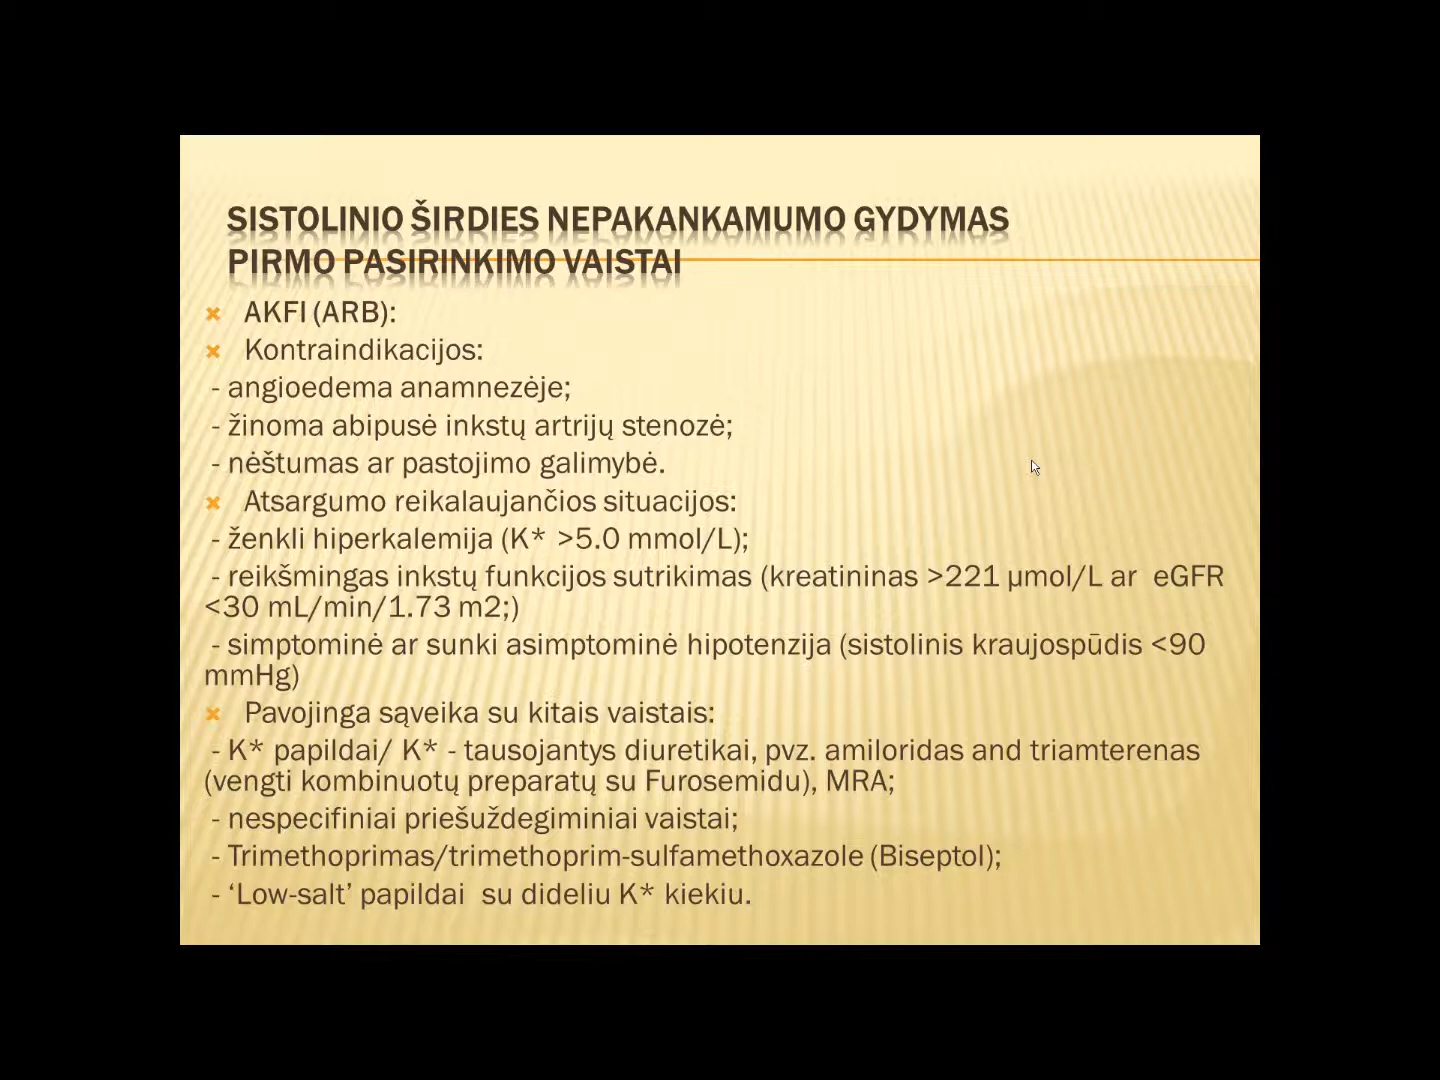 SISTOLINIO ŠIRDIES NEPAKANKAMUMO GYDYMAS
PIRMO PASIRINKIMO VAISTAI
AKFI (ARB):
Kontraindikacijos:
- angioedema anamnezėje;
- žinoma abipusė inkstų artrijų stenozė;
- nėštumas ar pastojimo galimybė.
Atsargumo reikalaujančios situacijos:
- ženkli hiperkalemija (K* >5.0 mmol/L);
- reikšmingas inkstų funkcijos sutrikimas (kreatininas >221 µmol/L ar  eGFR
<30 mL/min/1.73 m2;)
- simptominė ar sunki asimptominė hipotenzija (sistolinis kraujospūdis <90
mmHg)
Pavojinga sąveika su kitais vaistais:
- K* papildai/ K* - tausojantys diuretikai, pvz. amiloridas and triamterenas
(vengti kombinuotų preparatų su Furosemidu), MRA;
- nespecifiniai priešuždegiminiai vaistai;
- Trimethoprimas/trimethoprim-sulfamethoxazole (Biseptol);
- ‘Low-salt’ papildai  su dideliu K* kiekiu.